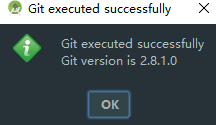 Git executed successfully
Git executed successfully
Git version is 2.8.1.0
OK